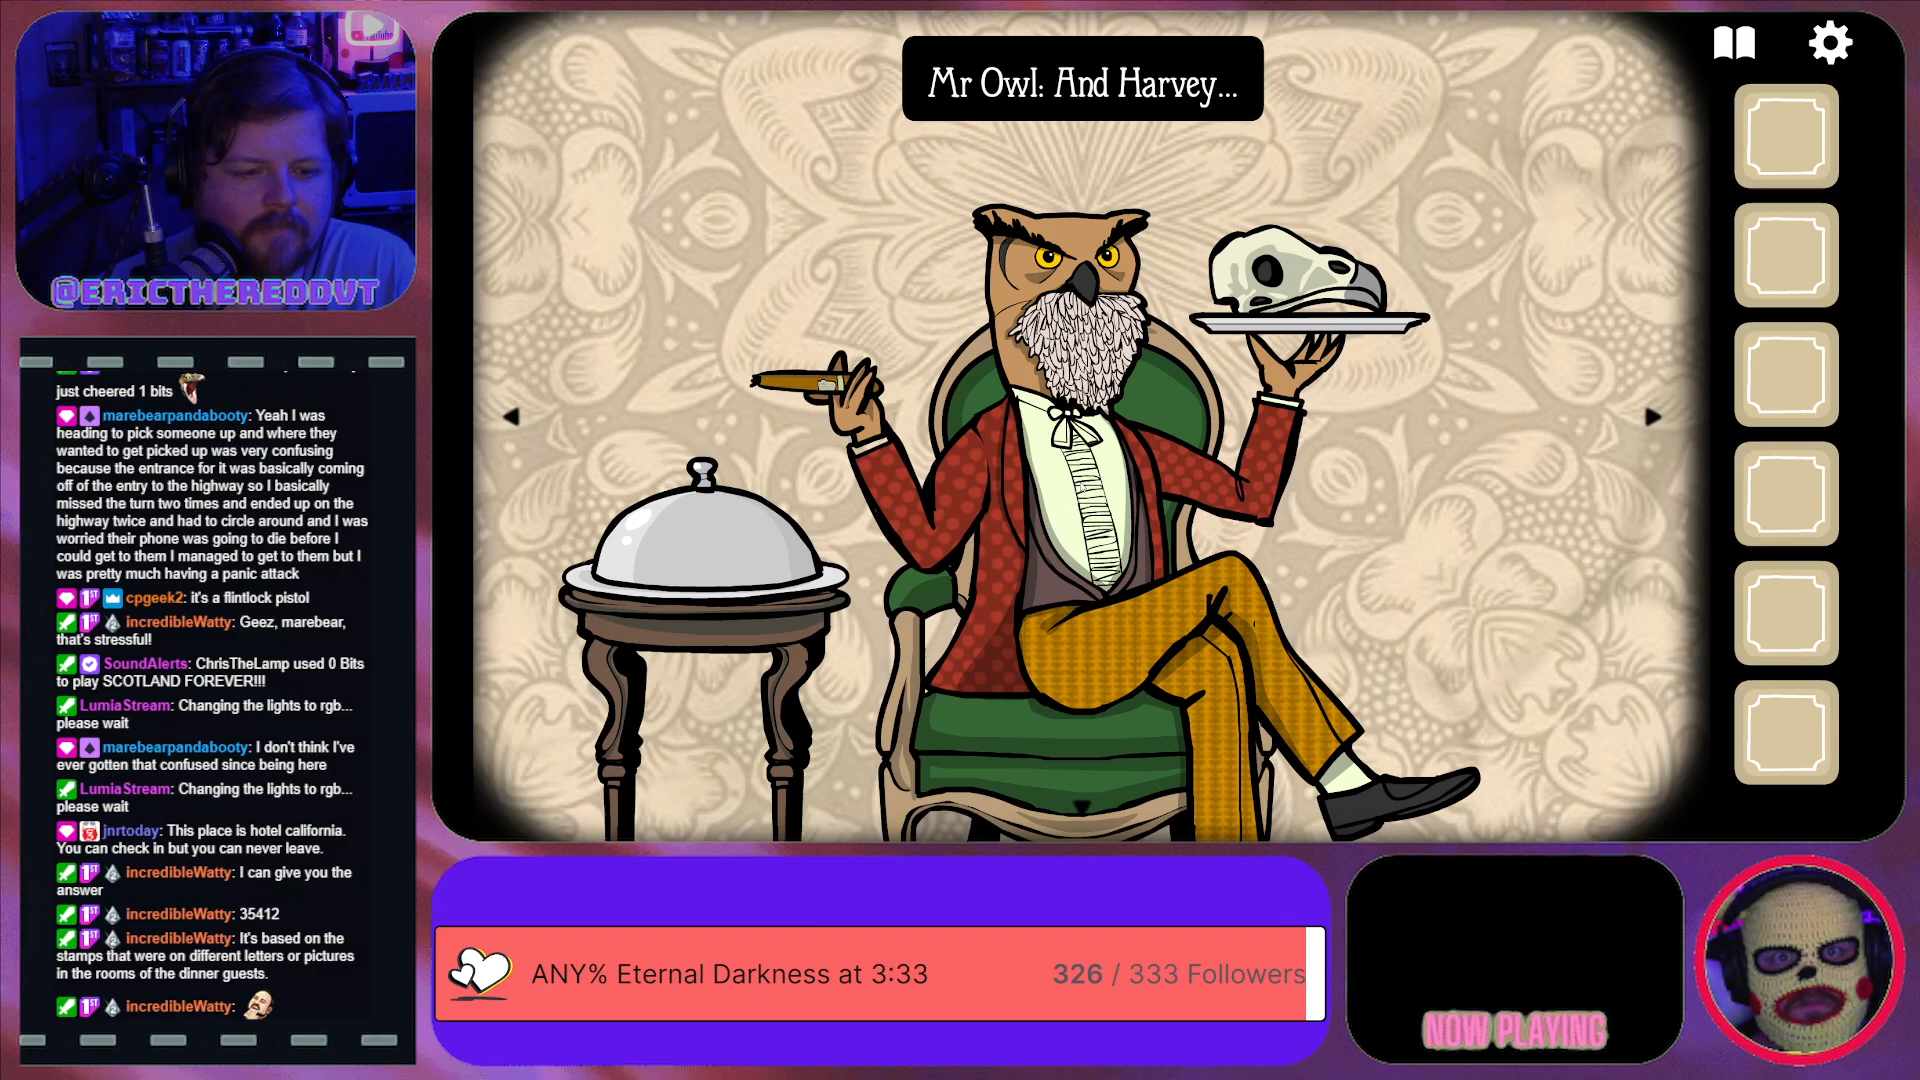 YouTube
@ERICTHEREDDVT
Mr Owl: And Harvey...
just cheered 1 bits
marebearpandabooty: Yeah I was
heading to pick someone up and where they
wanted to get picked up was very confusing
because the entrance for it was basically coming
off of the entry to the highway so I basically
missed the turn two times and ended up on the
highway twice and had to circle around and I was
worried their phone was going to die before I
could get to them I managed to get to them but I
was pretty much having a panic attack
1ST cpgeek2: it's a flintlock pistol
1ST incredibleWatty: Geez, marebear,
that's stressful!
SoundAlerts: ChrisTheLamp used 0 Bits
to play SCOTLAND FOREVER!!!
LumiaStream: Changing the lights to rgb...
please wait
marebearpandabooty: I don't think I've
ever gotten that confused since being here
LumiaStream: Changing the lights to rgb...
please wait
3 jnrtoday: This place is hotel california.
You can check in but you can never leave.
1ST incredibleWatty: I can give you the
answer
1ST incredibleWatty: 35412
1ST incredibleWatty: It's based on the
stamps that were on different letters or pictures
in the rooms of the dinner guests.
1ST incredibleWatty:
ANY% Eternal Darkness at 3:33
326 / 333 Followers
NOW PLAYING